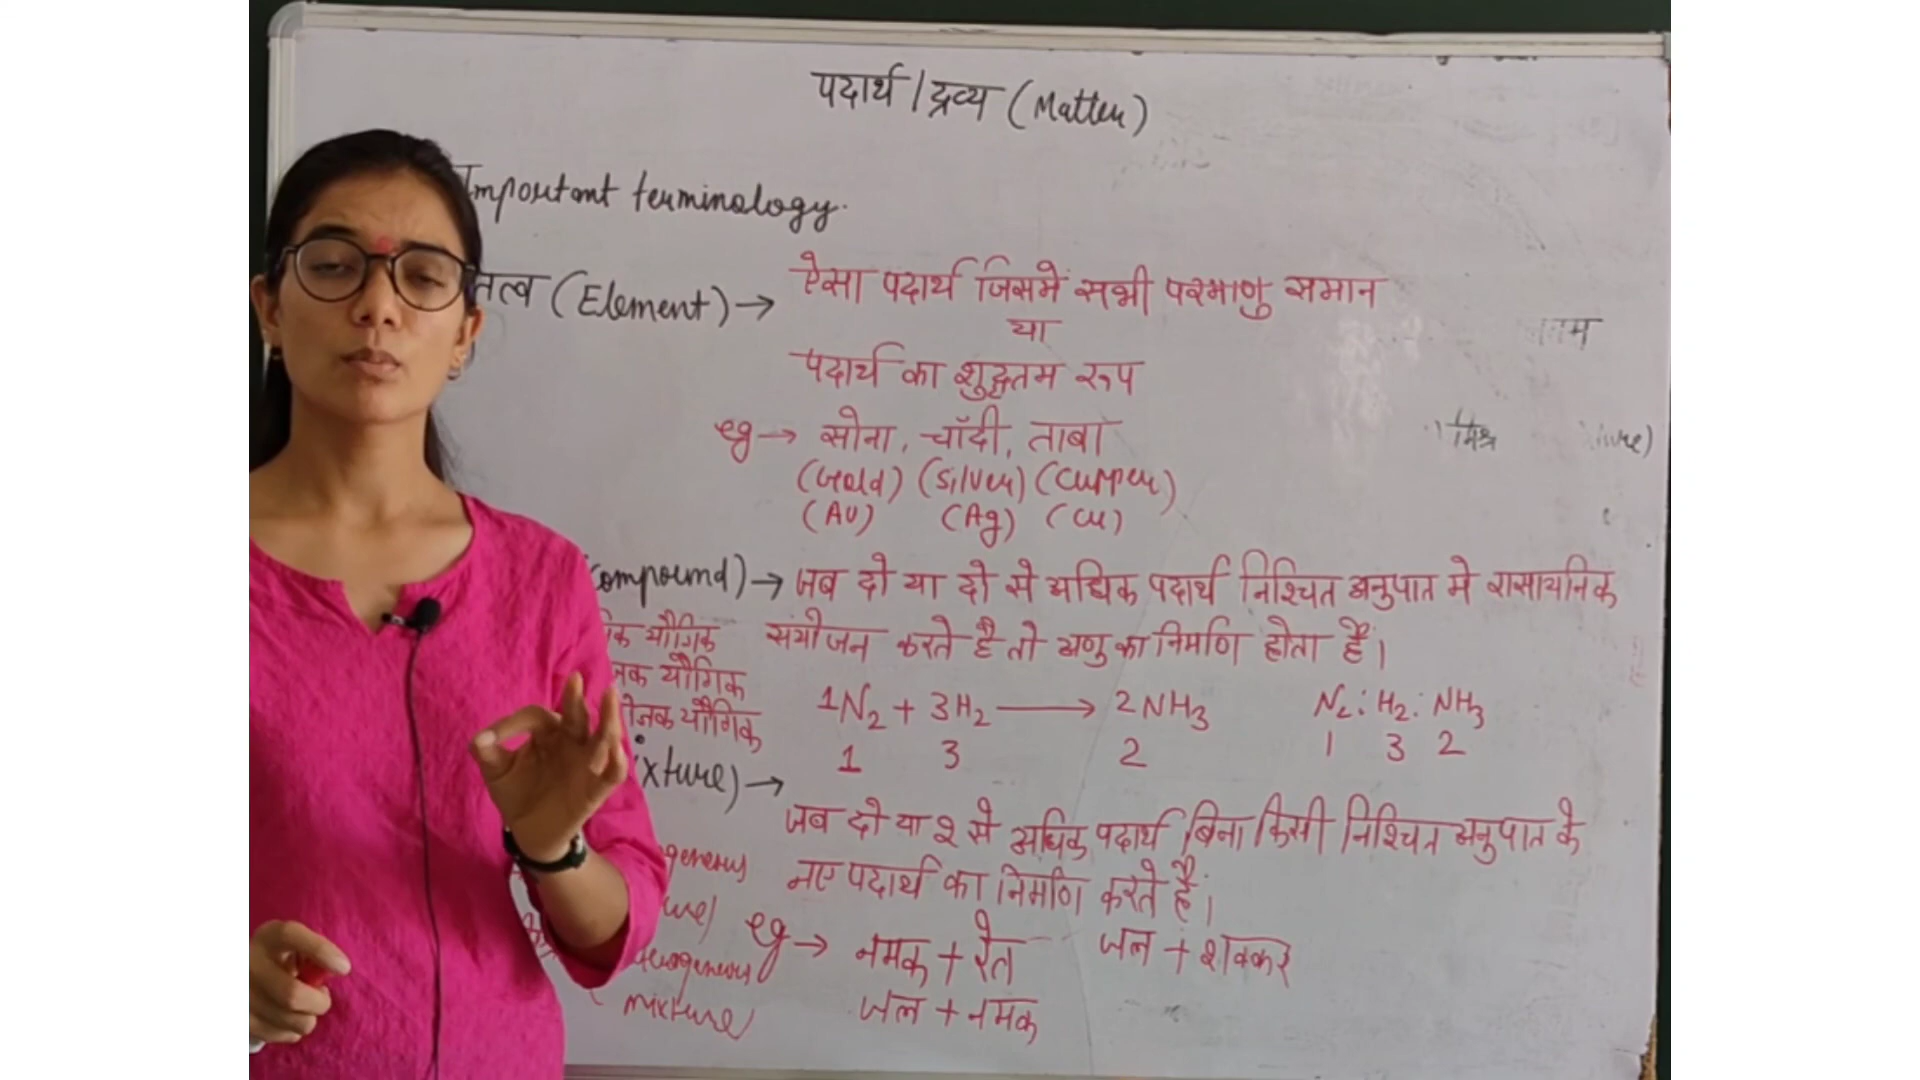 पदार्थ / द्रव्य (Matter)
Important terminology.
तत्व (Element) → ऐसा पदार्थ जिसमें सभी परमाणु समान
या
पदार्थ का शुद्धतम रूप
eg → सोना, चाँदी, ताबा
(Gold) (Silver) (Cupper)
(Au) (Ag) (Cu)
Compound) → जब दो या दो से अधिक पदार्थ निश्चित अनुपात मे रासायनिक
यौगिक संयोजन करते है तो अणु का निर्माण होता है।
यौगिक
यौगिक
1N₂ + 3H₂ ⟶ 2NH₃ N₂ : H₂ : NH₃
1 3 2 1 3 2
ixture) →
जब दो या २ से अधिक पदार्थ बिना किसी निश्चित अनुपात के
नए पदार्थ का निर्माण करते है।
eg → नमक + रेत जल + शक्कर
जल + नमक
mixture